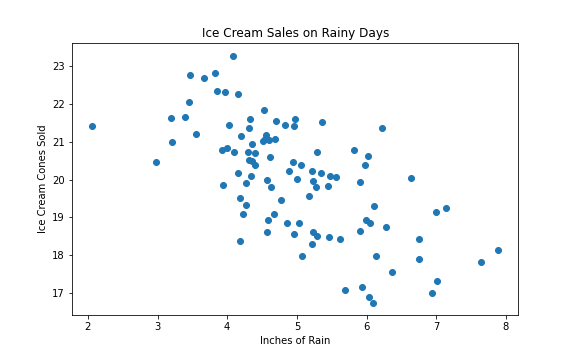 Ice Cream Sales on Rainy Days
23
22
21
20
19
18
17
Ice Cream Cones Sold
2 3 4 5 6 7 8
Inches of Rain